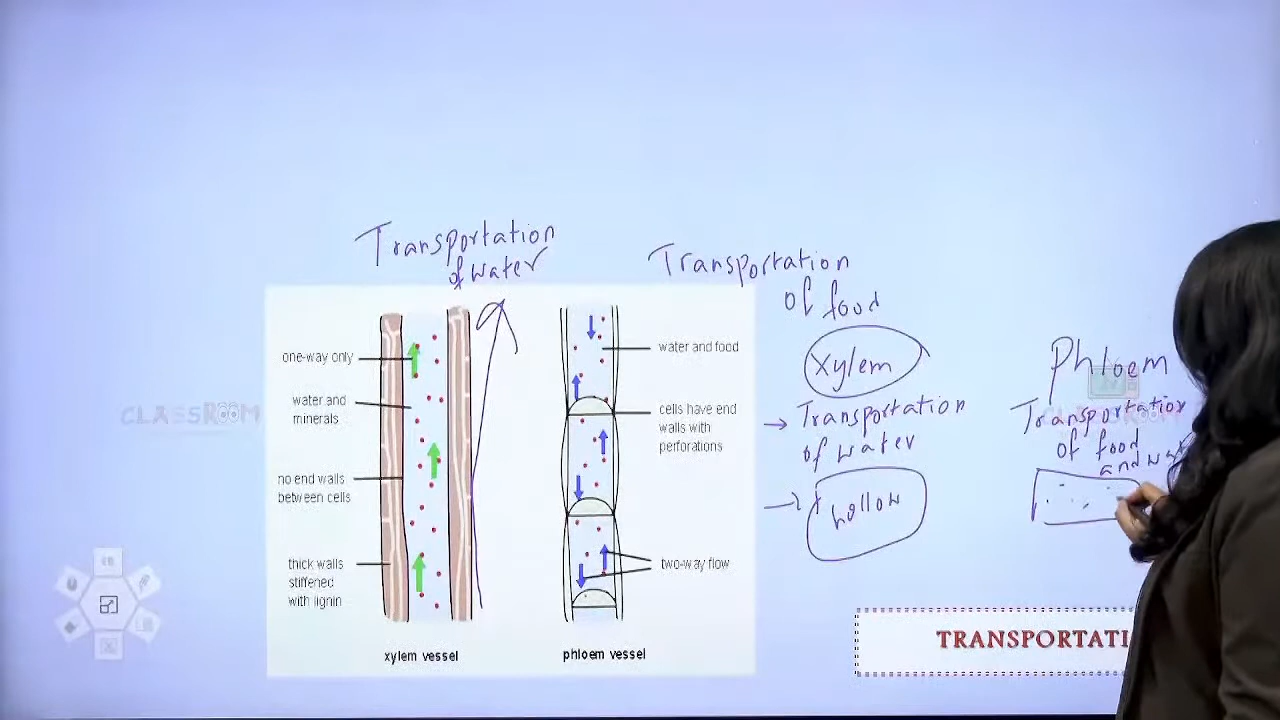 Transportation
of water
Transportation
of food
one-way only
water and
minerals
no end walls
between cells
thick walls
stiffened
with lignin
xylem vessel
water and food
cells have end
walls with
perforations
two-way flow
phloem vessel
Xylem
→ Transportation
of water
→ hollow
Phloem
Transportation
of food
and
CLASSROOM
TRANSPORTATI